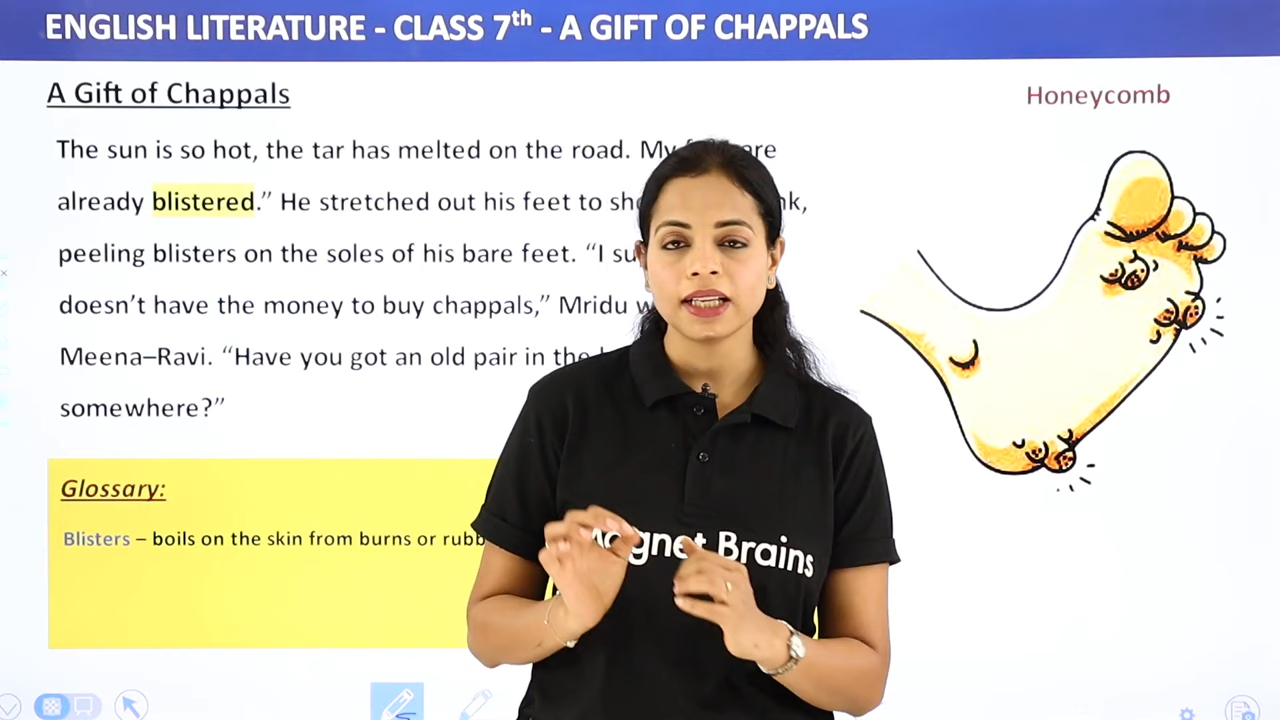 ENGLISH LITERATURE - CLASS 7th - A GIFT OF CHAPPALS
A Gift of Chappals
Honeycomb
The sun is so hot, the tar has melted on the road. My are
already blistered.” He stretched out his feet to
peeling blisters on the soles of his bare feet. “I
doesn’t have the money to buy chappals,” Mridu
Meena–Ravi. “Have you got an old pair in the
somewhere?”
Glossary:
Blisters – boils on the skin from burns or
Magnet Brains